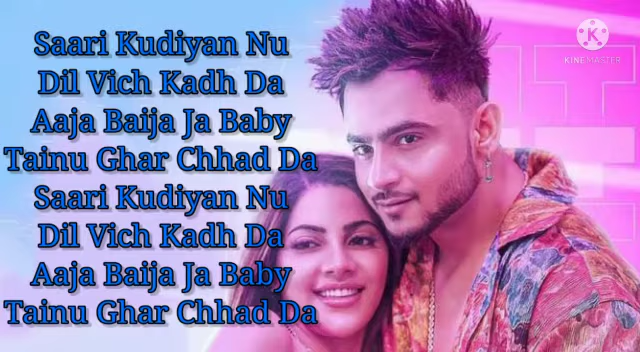 Saari Kudiyan Nu
Dil Vich Kadh Da
Aaja Baija Ja Baby
Tainu Ghar Chhad Da
Saari Kudiyan Nu
Dil Vich Kadh Da
Aaja Baija Ja Baby
Tainu Ghar Chhad Da
K
KINEMASTER